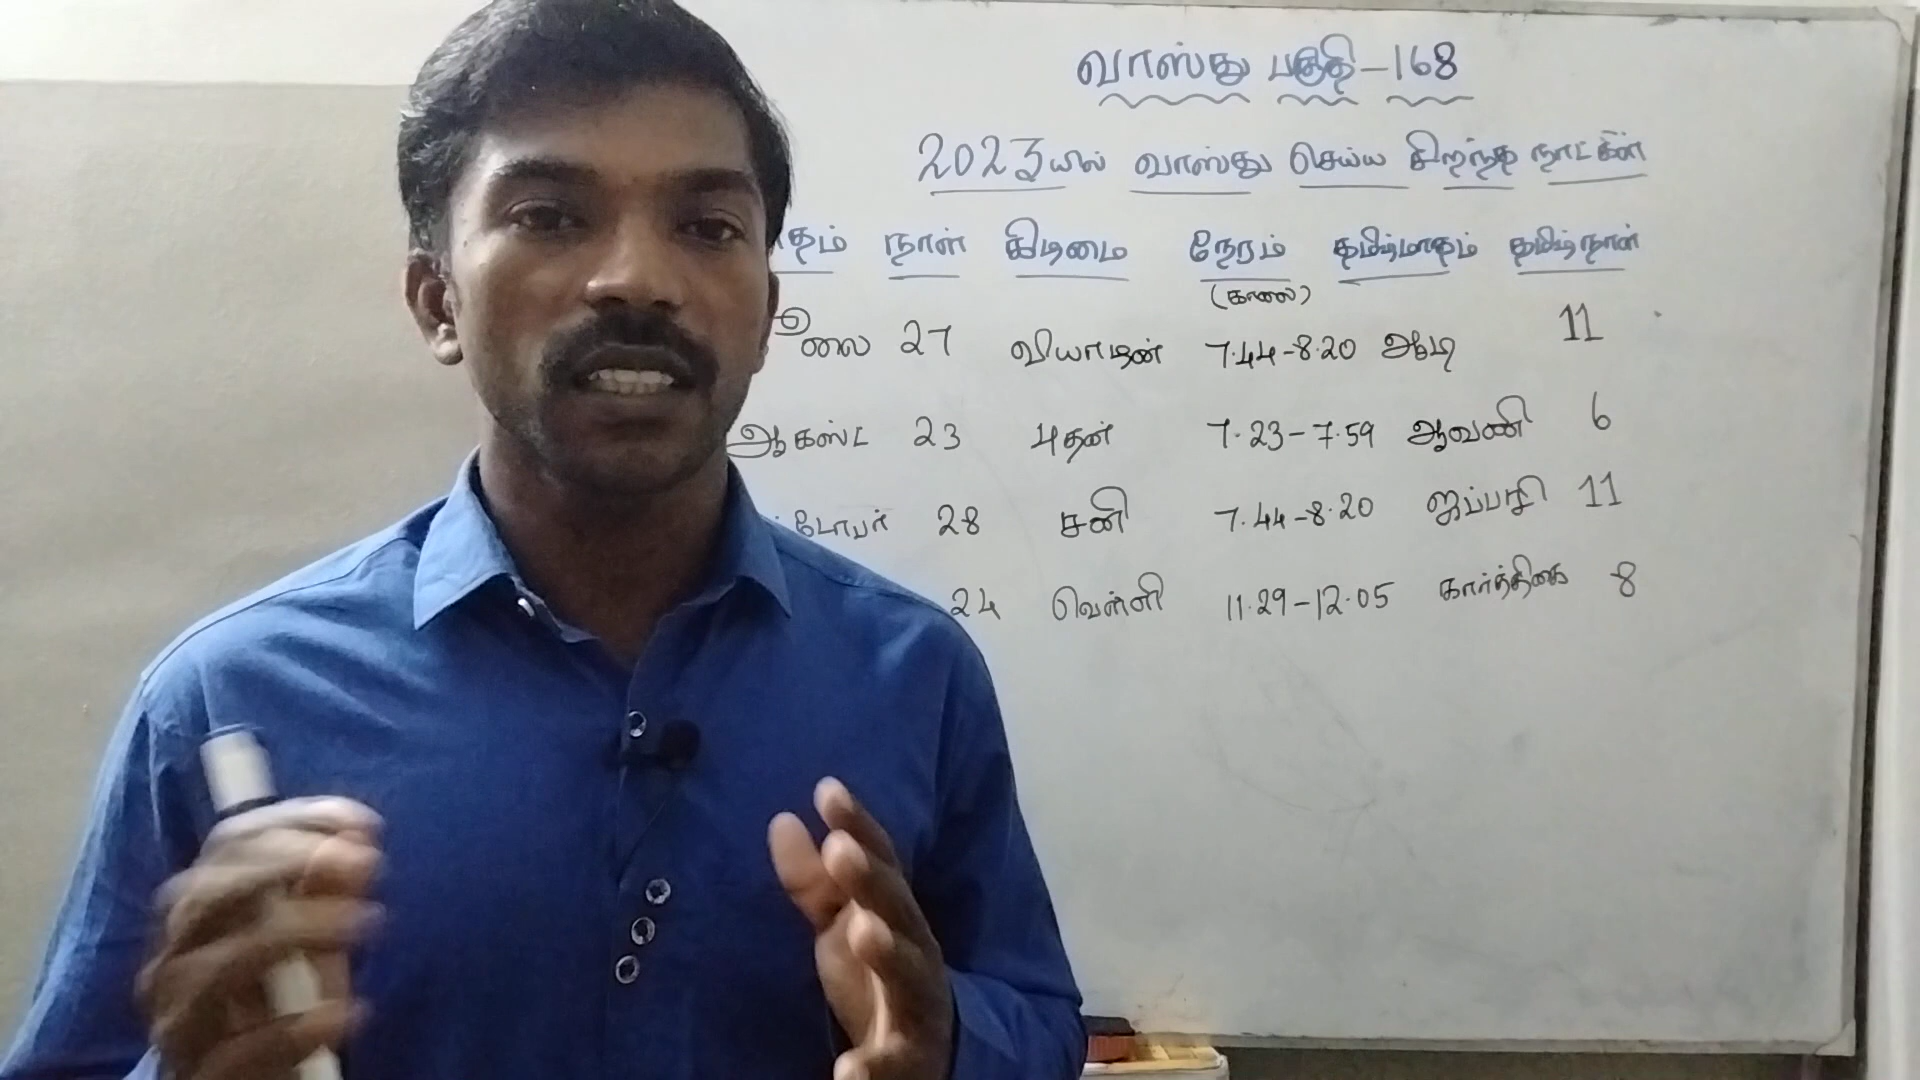 வாஸ்து பகுதி-168
2023யில் வாஸ்து செய்ய சிறந்த நாட்கள்
தம் நாள் கிழமை நேரம் தமிழ்மாதம் தமிழ்நாள்
(காலை)
லை 27 வியாழன் 7.44-8.20 ஆடி 11
ஆகஸ்ட் 23 புதன் 7.23-7.59 ஆவணி 6
டோபர் 28 சனி 7.44-8.20 ஐப்பசி 11
24 வெள்ளி 11.29-12.05 கார்த்திகை 8